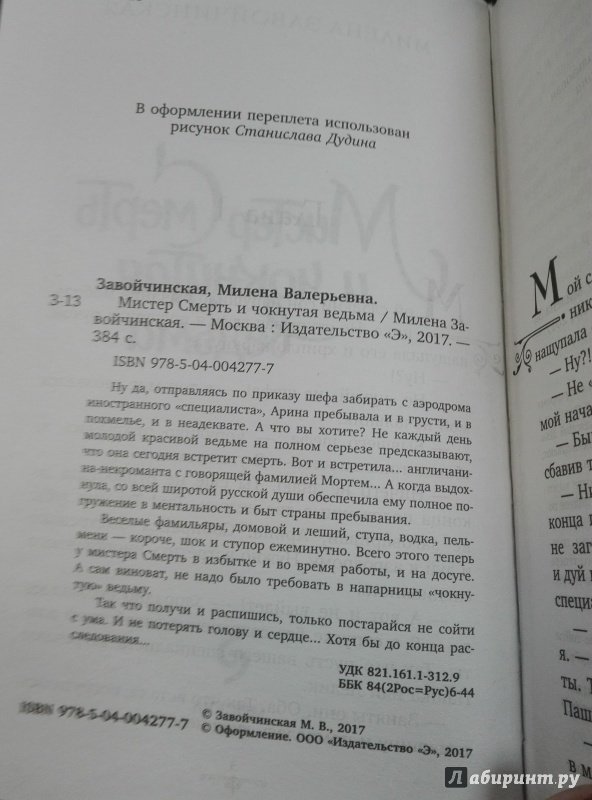 В оформлении переплета использован
рисунок Станислава Дудина
Завойчинская, Милена Валерьевна.
З-13 Мистер Смерть и чокнутая ведьма / Милена За-
войчинская. — Москва : Издательство «Э», 2017. —
384 с.
ISBN 978-5-04-004277-7
Ну да, отправляясь по приказу шефа забирать с аэродрома
иностранного «специалиста», Арина пребывала и в грусти, и в
похмелье, и в неадеквате. А что вы хотите? Не каждый день
молодой красивой ведьме на полном серьезе предсказывают,
что она сегодня встретит смерть. Вот и встретила... англичани-
на-некроманта с говорящей фамилией Мортем... А когда выдох-
нула, со всей широтой русской души обеспечила ему полное по-
гружение в ментальность и быт страны пребывания.
Веселые фамильяры, домовой и леший, ступа, водка, пель-
мени — короче, шок и ступор ежеминутно. Всего этого теперь
у мистера Смерть в избытке и во время работы, и на досуге.
А сам виноват, не надо было требовать в напарницы «чокну-
тую» ведьму.
Так что получи и распишись, только постарайся не сойти
с ума. И не потерять голову и сердце... Хотя бы до конца рас-
следования...
УДК 821.161.1-312.9
ББК 84(2Рос=Рус)6-44
© Завойчинская М. В., 2017
ISBN 978-5-04-004277-7 © Оформление. ООО «Издательство «Э», 2017
Мой с
ник
нащупала
— Ну?!
— Не «
мой нача
— Бы
сбавив т
— Ни
конца
не заг
и дуй
специа
—
я. —
ты. Т
Паш
—
в м
Лабиринт.ру